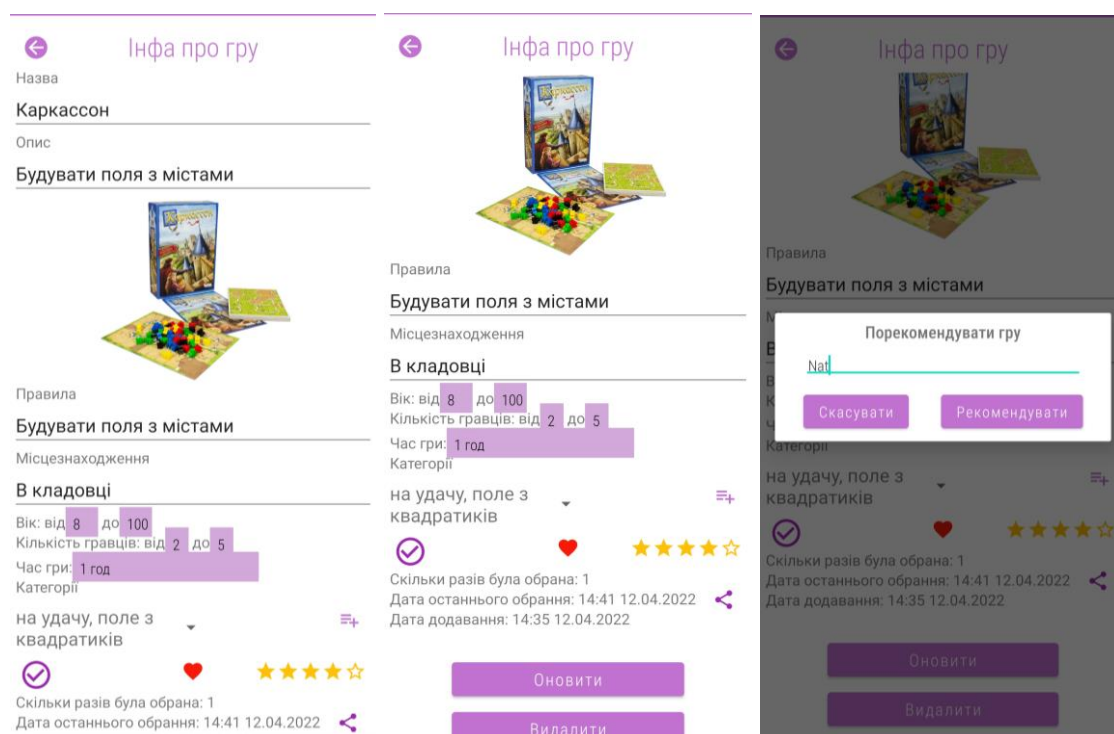 Інфа про гру
Назва
Каркассон
Опис
Будувати поля з містами
Каркассон
Правила
Будувати поля з містами
Місцезнаходження
В кладовці
Вік: від 8 до 100
Кількість гравців: від 2 до 5
Час гри: 1 год
Категорії
на удачу, поле з
квадратиків
Скільки разів була обрана: 1
Дата останнього обрання: 14:41 12.04.2022
Інфа про гру
Каркассон
Правила
Будувати поля з містами
Місцезнаходження
В кладовці
Вік: від 8 до 100
Кількість гравців: від 2 до 5
Час гри: 1 год
Категорії
на удачу, поле з
квадратиків
Скільки разів була обрана: 1
Дата останнього обрання: 14:41 12.04.2022
Дата додавання: 14:35 12.04.2022
Оновити
Видалити
Інфа про гру
Правила
Будувати поля з містами
Порекомендувати гру
Nat
Скасувати Рекомендувати
Категорії
на удачу, поле з
квадратиків
Скільки разів була обрана: 1
Дата останнього обрання: 14:41 12.04.2022
Дата додавання: 14:35 12.04.2022
Оновити
Видалити